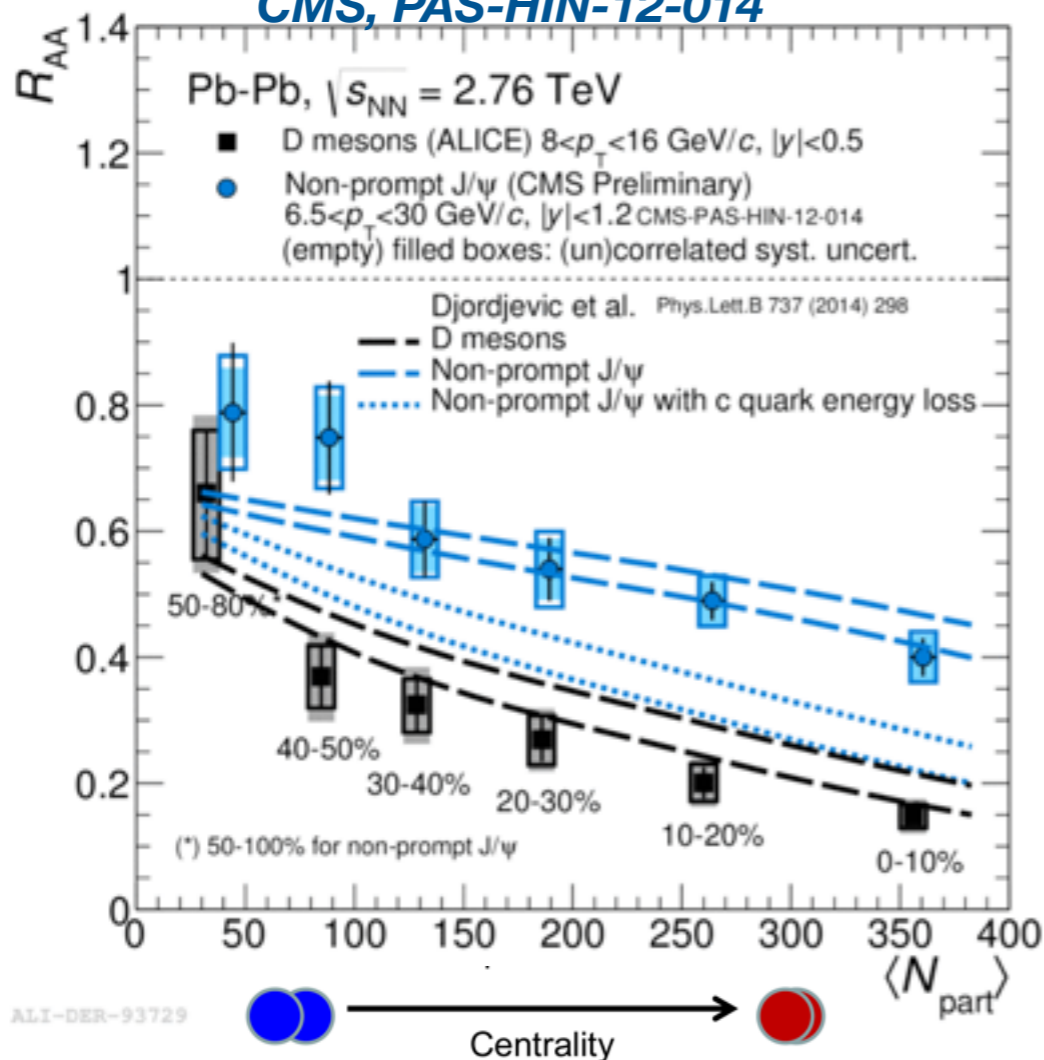 CMS, PAS-HIN-12-014
R_AA
1.4
1.2
1
0.8
0.6
0.4
0.2
0
Pb-Pb, √s_NN = 2.76 TeV
D mesons (ALICE) 8<p_T<16 GeV/c, |y|<0.5
Non-prompt J/ψ (CMS Preliminary)
6.5<p_T<30 GeV/c, |y|<1.2 CMS-PAS-HIN-12-014
(empty) filled boxes: (un)correlated syst. uncert.
Djordjevic et al. Phys.Lett.B 737 (2014) 298
D mesons
Non-prompt J/ψ
Non-prompt J/ψ with c quark energy loss
50-80%*
40-50%
30-40%
20-30%
10-20%
0-10%
(*) 50-100% for non-prompt J/ψ
0 50 100 150 200 250 300 350 400
⟨N_part⟩
ALI-DER-93729
Centrality